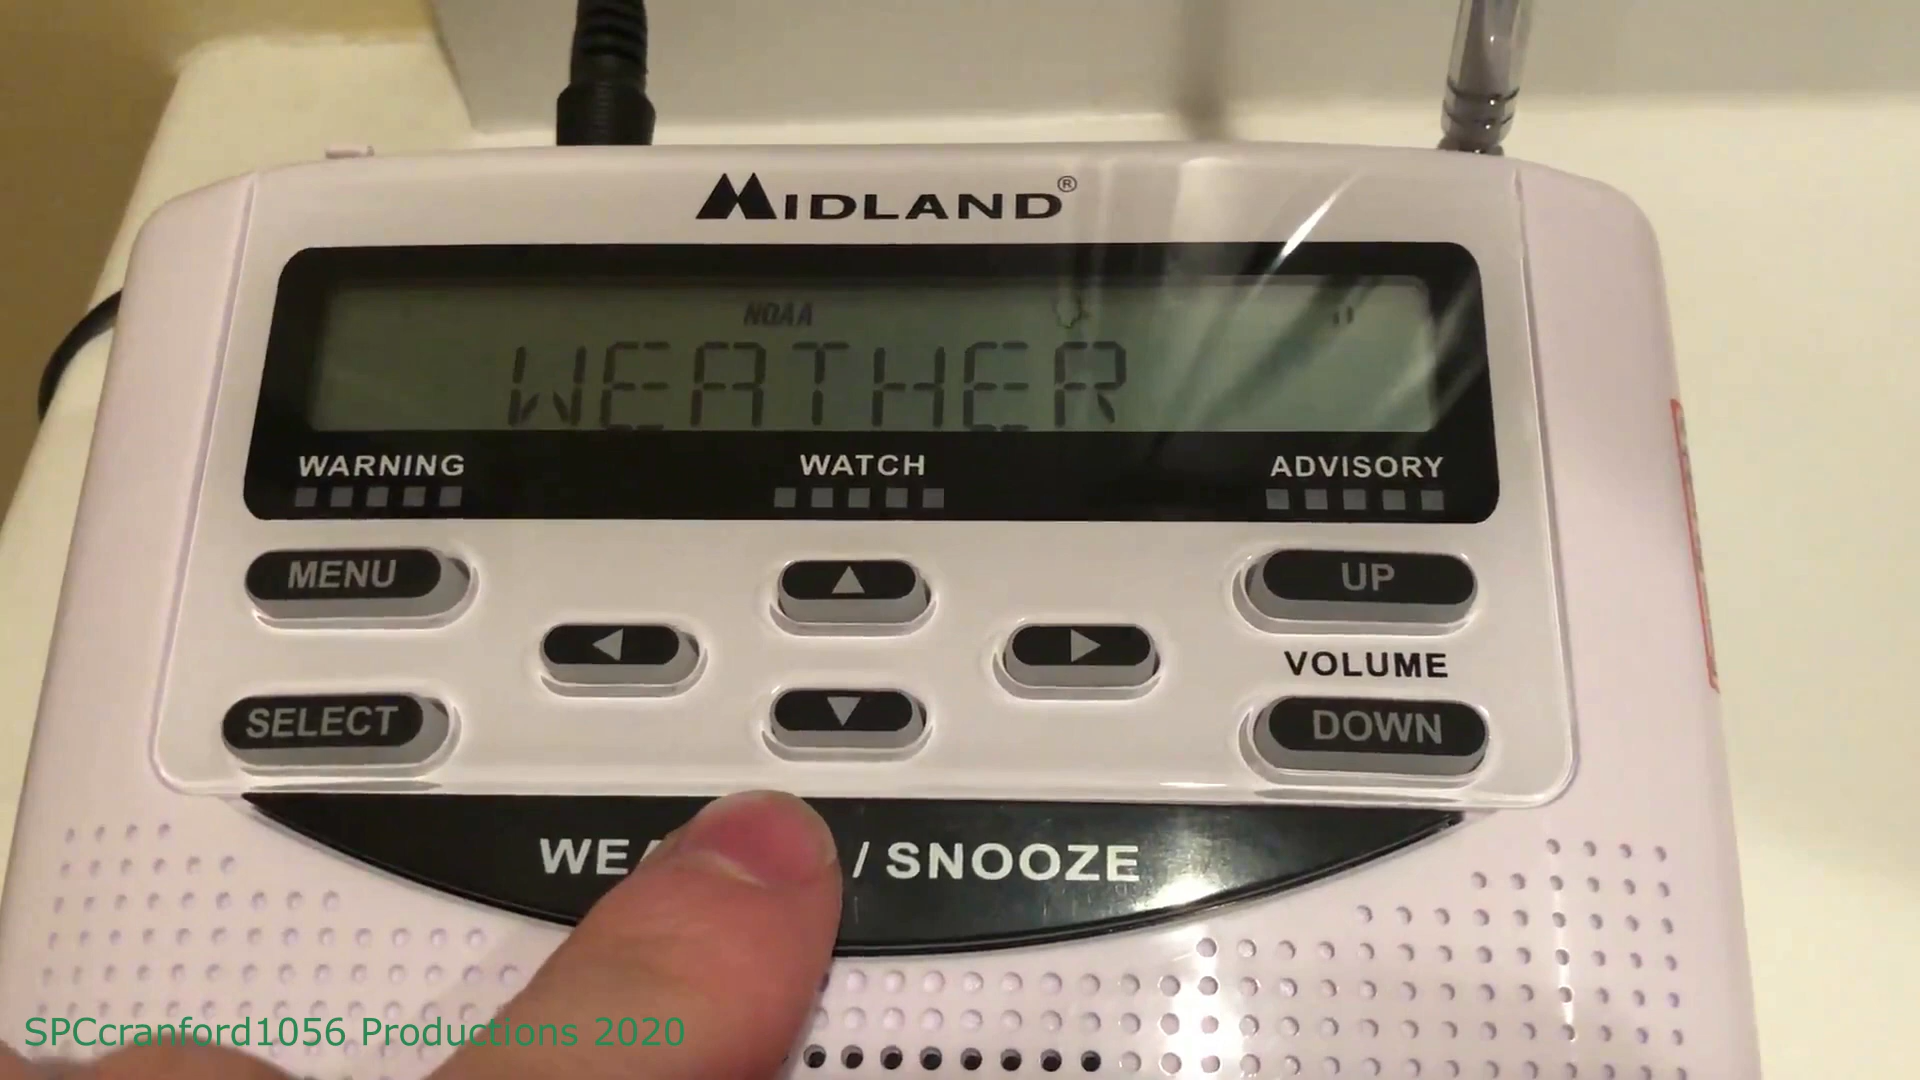 MIDLAND®
NOAA
WEATHER
WARNING
WATCH
ADVISORY
MENU
UP
VOLUME
SELECT
DOWN
/ SNOOZE
SPCcranford1056 Productions 2020